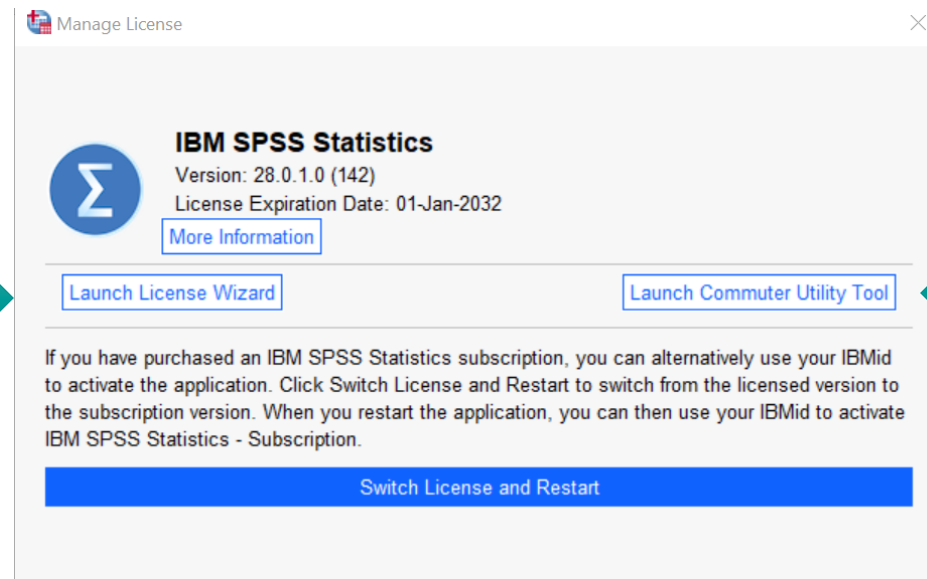 Manage License
IBM SPSS Statistics
Version: 28.0.1.0 (142)
License Expiration Date: 01-Jan-2032
More Information
Launch License Wizard
Launch Commuter Utility Tool
If you have purchased an IBM SPSS Statistics subscription, you can alternatively use your IBMid
to activate the application. Click Switch License and Restart to switch from the licensed version to
the subscription version. When you restart the application, you can then use your IBMid to activate
IBM SPSS Statistics - Subscription.
Switch License and Restart